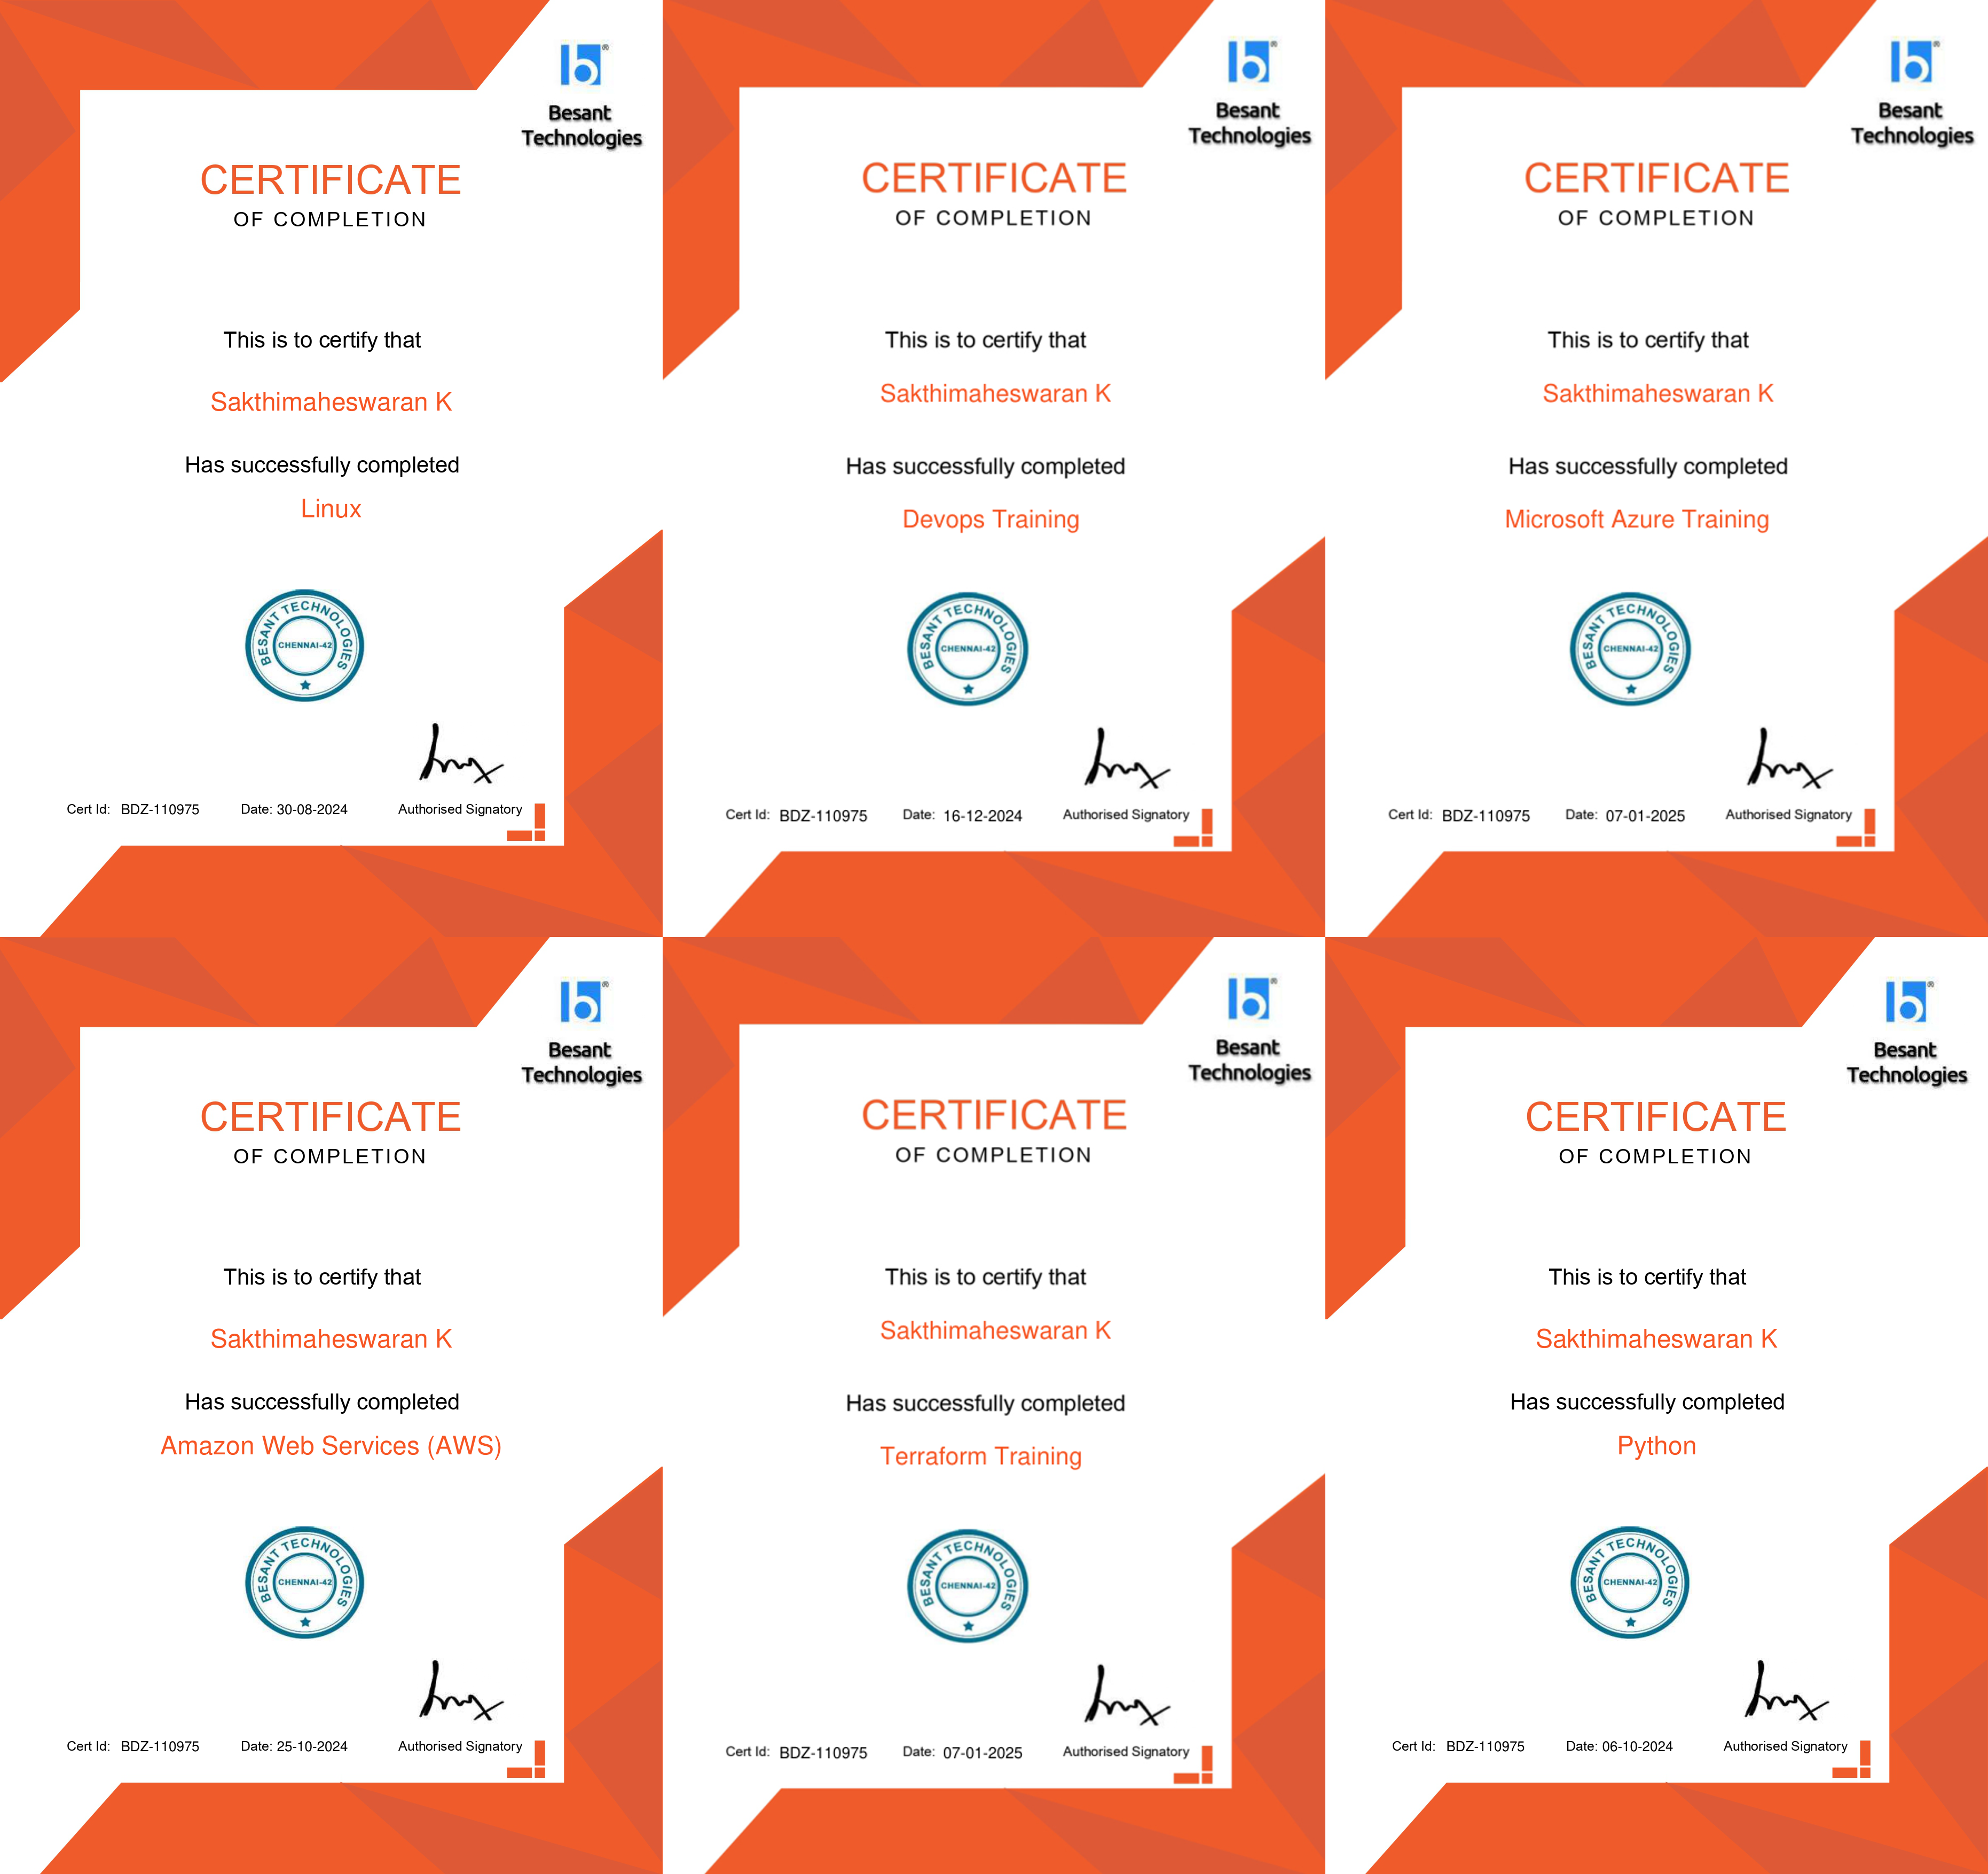 b®
Besant
Technologies
CERTIFICATE
OF COMPLETION
This is to certify that
Sakthimaheswaran K
Has successfully completed
Linux
BESANT TECHNOLOGIES
CHENNAI-42
Cert Id: BDZ-110975 Date: 30-08-2024 Authorised Signatory
b®
Besant
Technologies
CERTIFICATE
OF COMPLETION
This is to certify that
Sakthimaheswaran K
Has successfully completed
Devops Training
BESANT TECHNOLOGIES
CHENNAI-42
Cert Id: BDZ-110975 Date: 16-12-2024 Authorised Signatory
b®
Besant
Technologies
CERTIFICATE
OF COMPLETION
This is to certify that
Sakthimaheswaran K
Has successfully completed
Microsoft Azure Training
BESANT TECHNOLOGIES
CHENNAI-42
Cert Id: BDZ-110975 Date: 07-01-2025 Authorised Signatory
b®
Besant
Technologies
CERTIFICATE
OF COMPLETION
This is to certify that
Sakthimaheswaran K
Has successfully completed
Amazon Web Services (AWS)
BESANT TECHNOLOGIES
CHENNAI-42
Cert Id: BDZ-110975 Date: 25-10-2024 Authorised Signatory
b®
Besant
Technologies
CERTIFICATE
OF COMPLETION
This is to certify that
Sakthimaheswaran K
Has successfully completed
Terraform Training
BESANT TECHNOLOGIES
CHENNAI-42
Cert Id: BDZ-110975 Date: 07-01-2025 Authorised Signatory
b®
Besant
Technologies
CERTIFICATE
OF COMPLETION
This is to certify that
Sakthimaheswaran K
Has successfully completed
Python
BESANT TECHNOLOGIES
CHENNAI-42
Cert Id: BDZ-110975 Date: 06-10-2024 Authorised Signatory